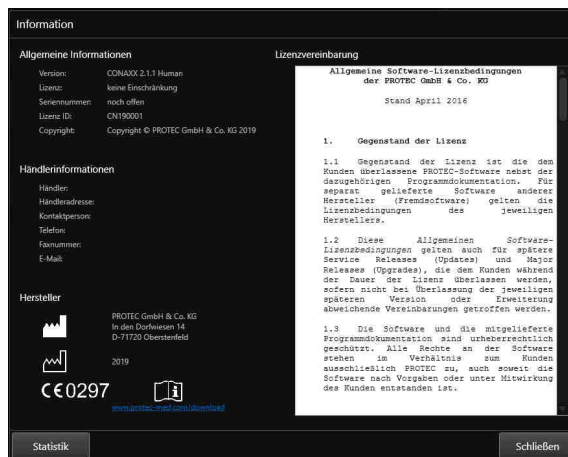 Information
Allgemeine Informationen
Version: CONAXX 2.1.1 Human
Lizenz: keine Einschränkung
Seriennummer: noch offen
Lizenz ID: CN190001
Copyright: Copyright © PROTEC GmbH & Co. KG 2019
Händlerinformationen
Händler:
Händleradresse:
Kontaktperson:
Telefon:
Faxnummer:
E-Mail:
Hersteller
PROTEC GmbH & Co. KG
In den Dorfwiesen 14
D-71720 Oberstenfeld
2019
CE0297
www.protec-med.com/download
Lizenzvereinbarung
Allgemeine Software-Lizenzbedingungen
der PROTEC GmbH & Co. KG
Stand April 2016
1. Gegenstand der Lizenz
1.1 Gegenstand der Lizenz ist die dem
Kunden überlassene PROTEC-Software nebst der
dazugehörigen Programmdokumentation. Für
separat gelieferte Software anderer
Hersteller (Fremdsoftware) gelten die
Lizenzbedingungen des jeweiligen
Herstellers.
1.2 Diese Allgemeinen Software-
Lizenzbedingungen gelten auch für spätere
Service Releases (Updates) und Major
Releases (Upgrades), die dem Kunden während
der Dauer der Lizenz überlassen werden,
sofern nicht bei Überlassung der jeweiligen
späteren Version oder Erweiterung
abweichende Vereinbarungen getroffen werden.
1.3 Die Software und die mitgelieferte
Programmdokumentation sind urheberrechtlich
geschützt. Alle Rechte an der Software
stehen im Verhältnis zum Kunden
ausschließlich PROTEC zu, auch soweit die
Software nach Vorgaben oder unter Mitwirkung
des Kunden entstanden ist.
Statistik
Schließen